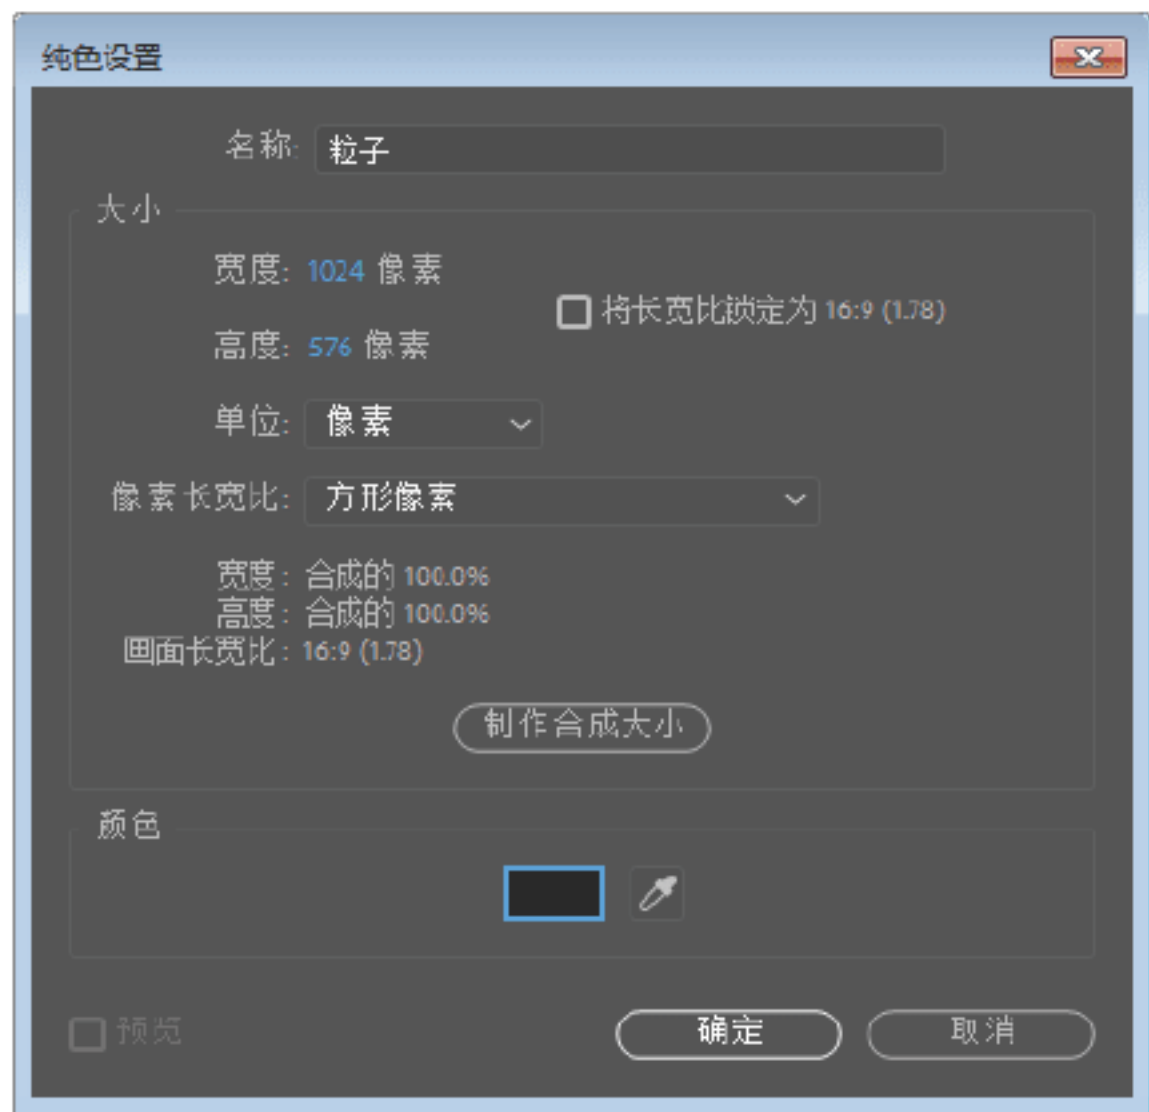 纯色设置
名称: 粒子
大小
宽度: 1024 像素
将长宽比锁定为 16:9 (1.78)
高度: 576 像素
单位: 像素
像素长宽比: 方形像素
宽度: 合成的 100.0%
高度: 合成的 100.0%
画面长宽比: 16:9 (1.78)
制作合成大小
颜色
预览
确定
取消